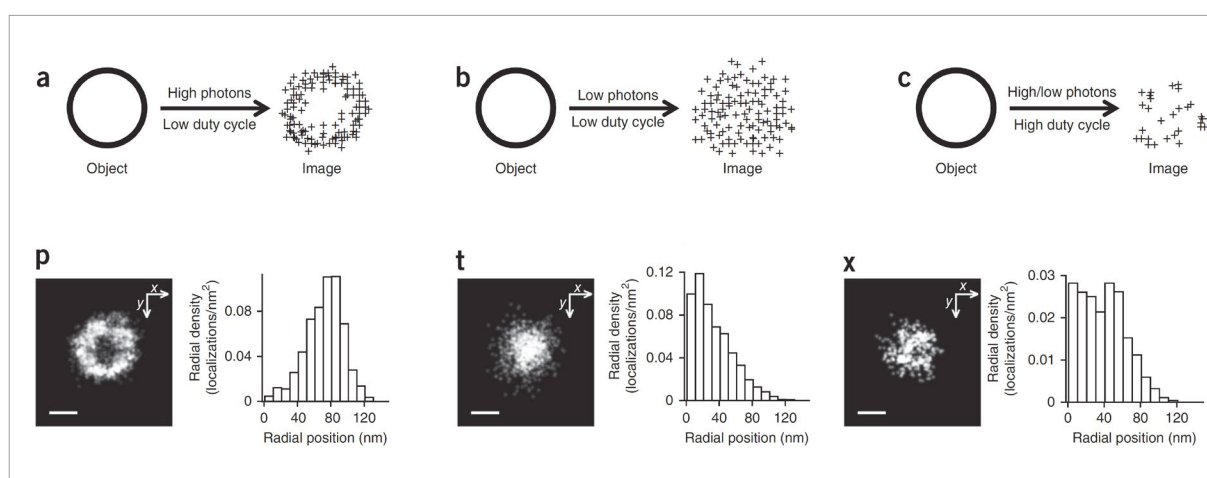 a
High photons
Low duty cycle
Object
Image
b
Low photons
Low duty cycle
Object
Image
c
High/low photons
High duty cycle
Object
Image
p
x
y
Radial density
(localizations/nm²)
0.08
0.04
0
0 40 80 120
Radial position (nm)
t
x
y
Radial density
(localizations/nm²)
0.12
0.08
0.04
0
0 40 80 120
Radial position (nm)
x
x
y
Radial density
(localizations/nm²)
0.03
0.02
0.01
0
0 40 80 120
Radial position (nm)